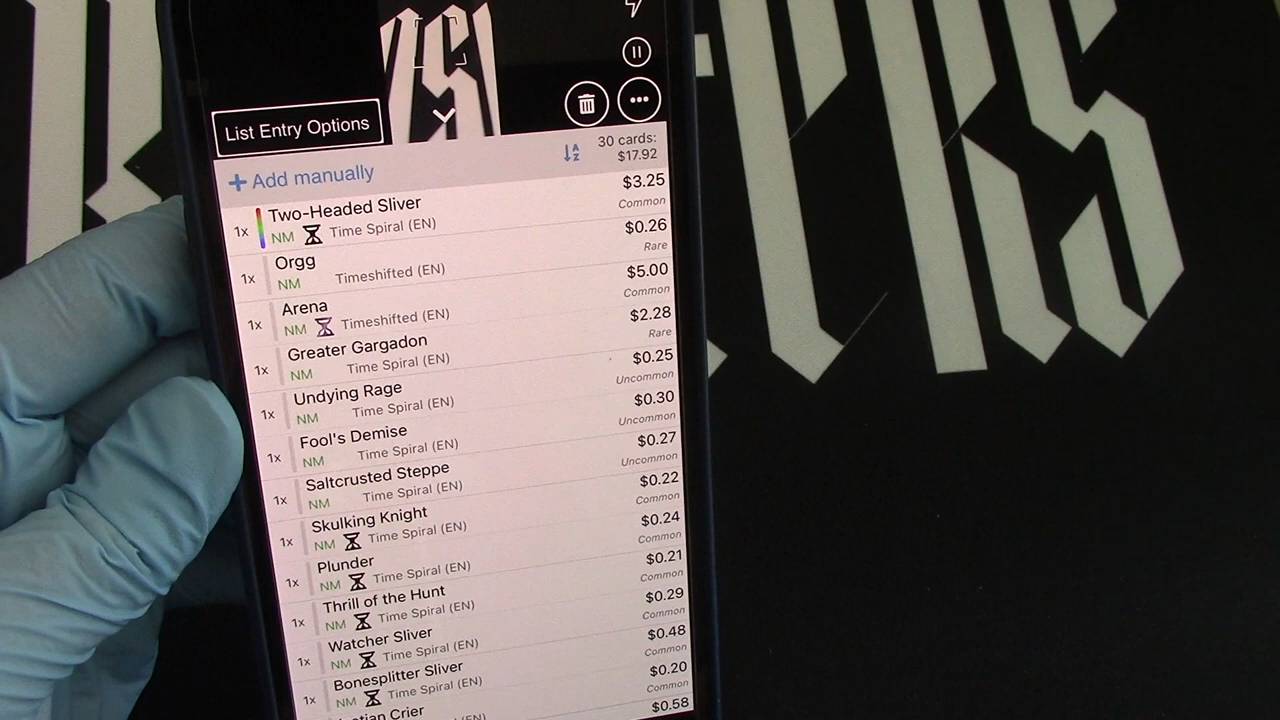 List Entry Options
30 cards:
$17.92
+ Add manually
Two-Headed Sliver $3.25
1x NM Time Spiral (EN) Common
Orgg $0.26
1x NM Timeshifted (EN) Rare
Arena $5.00
1x NM Timeshifted (EN) Common
Greater Gargadon $2.28
1x NM Time Spiral (EN) Rare
Undying Rage $0.25
1x NM Time Spiral (EN) Uncommon
Fool's Demise $0.30
1x NM Time Spiral (EN) Uncommon
Saltcrusted Steppe $0.27
1x NM Time Spiral (EN) Uncommon
Skulking Knight $0.22
1x NM Time Spiral (EN) Common
Plunder $0.24
1x NM Time Spiral (EN) Common
Thrill of the Hunt $0.21
1x NM Time Spiral (EN) Common
Watcher Sliver $0.29
1x NM Time Spiral (EN) Common
Bonesplitter Sliver $0.48
1x NM Time Spiral (EN) Common
Crier $0.20
Time Spiral (EN) Common
$0.58